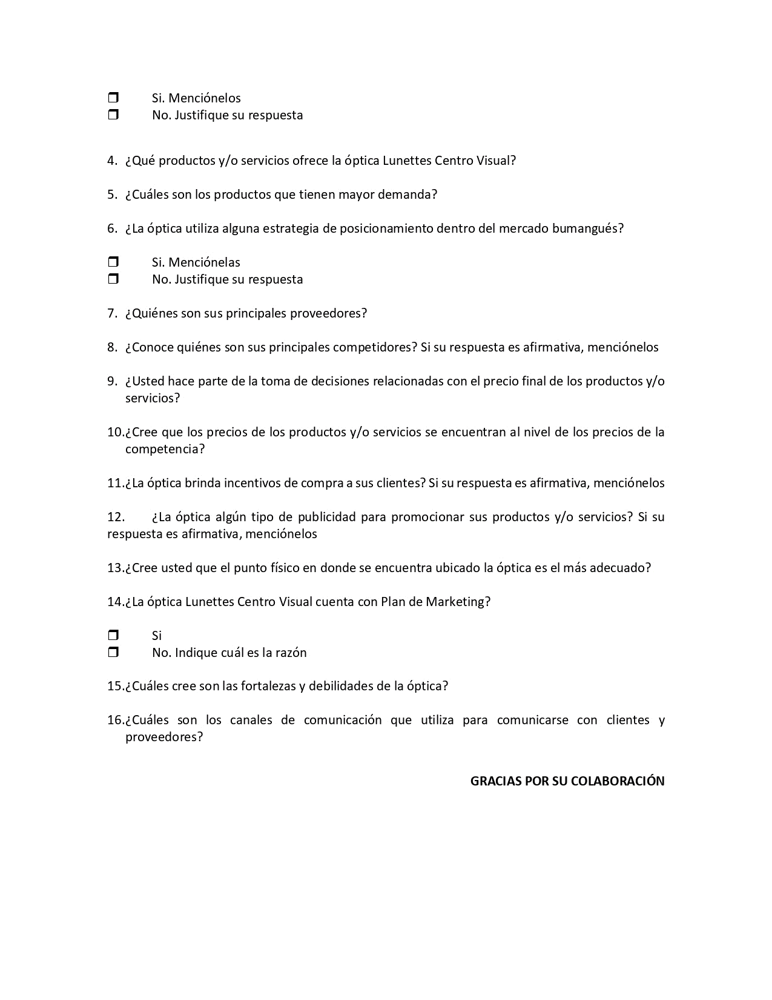 ❒ Si. Menciónelos
❒ No. Justifique su respuesta
4. ¿Qué productos y/o servicios ofrece la óptica Lunettes Centro Visual?
5. ¿Cuáles son los productos que tienen mayor demanda?
6. ¿La óptica utiliza alguna estrategia de posicionamiento dentro del mercado bumangués?
❒ Si. Menciónelas
❒ No. Justifique su respuesta
7. ¿Quiénes son sus principales proveedores?
8. ¿Conoce quiénes son sus principales competidores? Si su respuesta es afirmativa, menciónelos
9. ¿Usted hace parte de la toma de decisiones relacionadas con el precio final de los productos y/o
servicios?
10.¿Cree que los precios de los productos y/o servicios se encuentran al nivel de los precios de la
competencia?
11.¿La óptica brinda incentivos de compra a sus clientes? Si su respuesta es afirmativa, menciónelos
12. ¿La óptica algún tipo de publicidad para promocionar sus productos y/o servicios? Si su
respuesta es afirmativa, menciónelos
13.¿Cree usted que el punto físico en donde se encuentra ubicado la óptica es el más adecuado?
14.¿La óptica Lunettes Centro Visual cuenta con Plan de Marketing?
❒ Si
❒ No. Indique cuál es la razón
15.¿Cuáles cree son las fortalezas y debilidades de la óptica?
16.¿Cuáles son los canales de comunicación que utiliza para comunicarse con clientes y
proveedores?
GRACIAS POR SU COLABORACIÓN